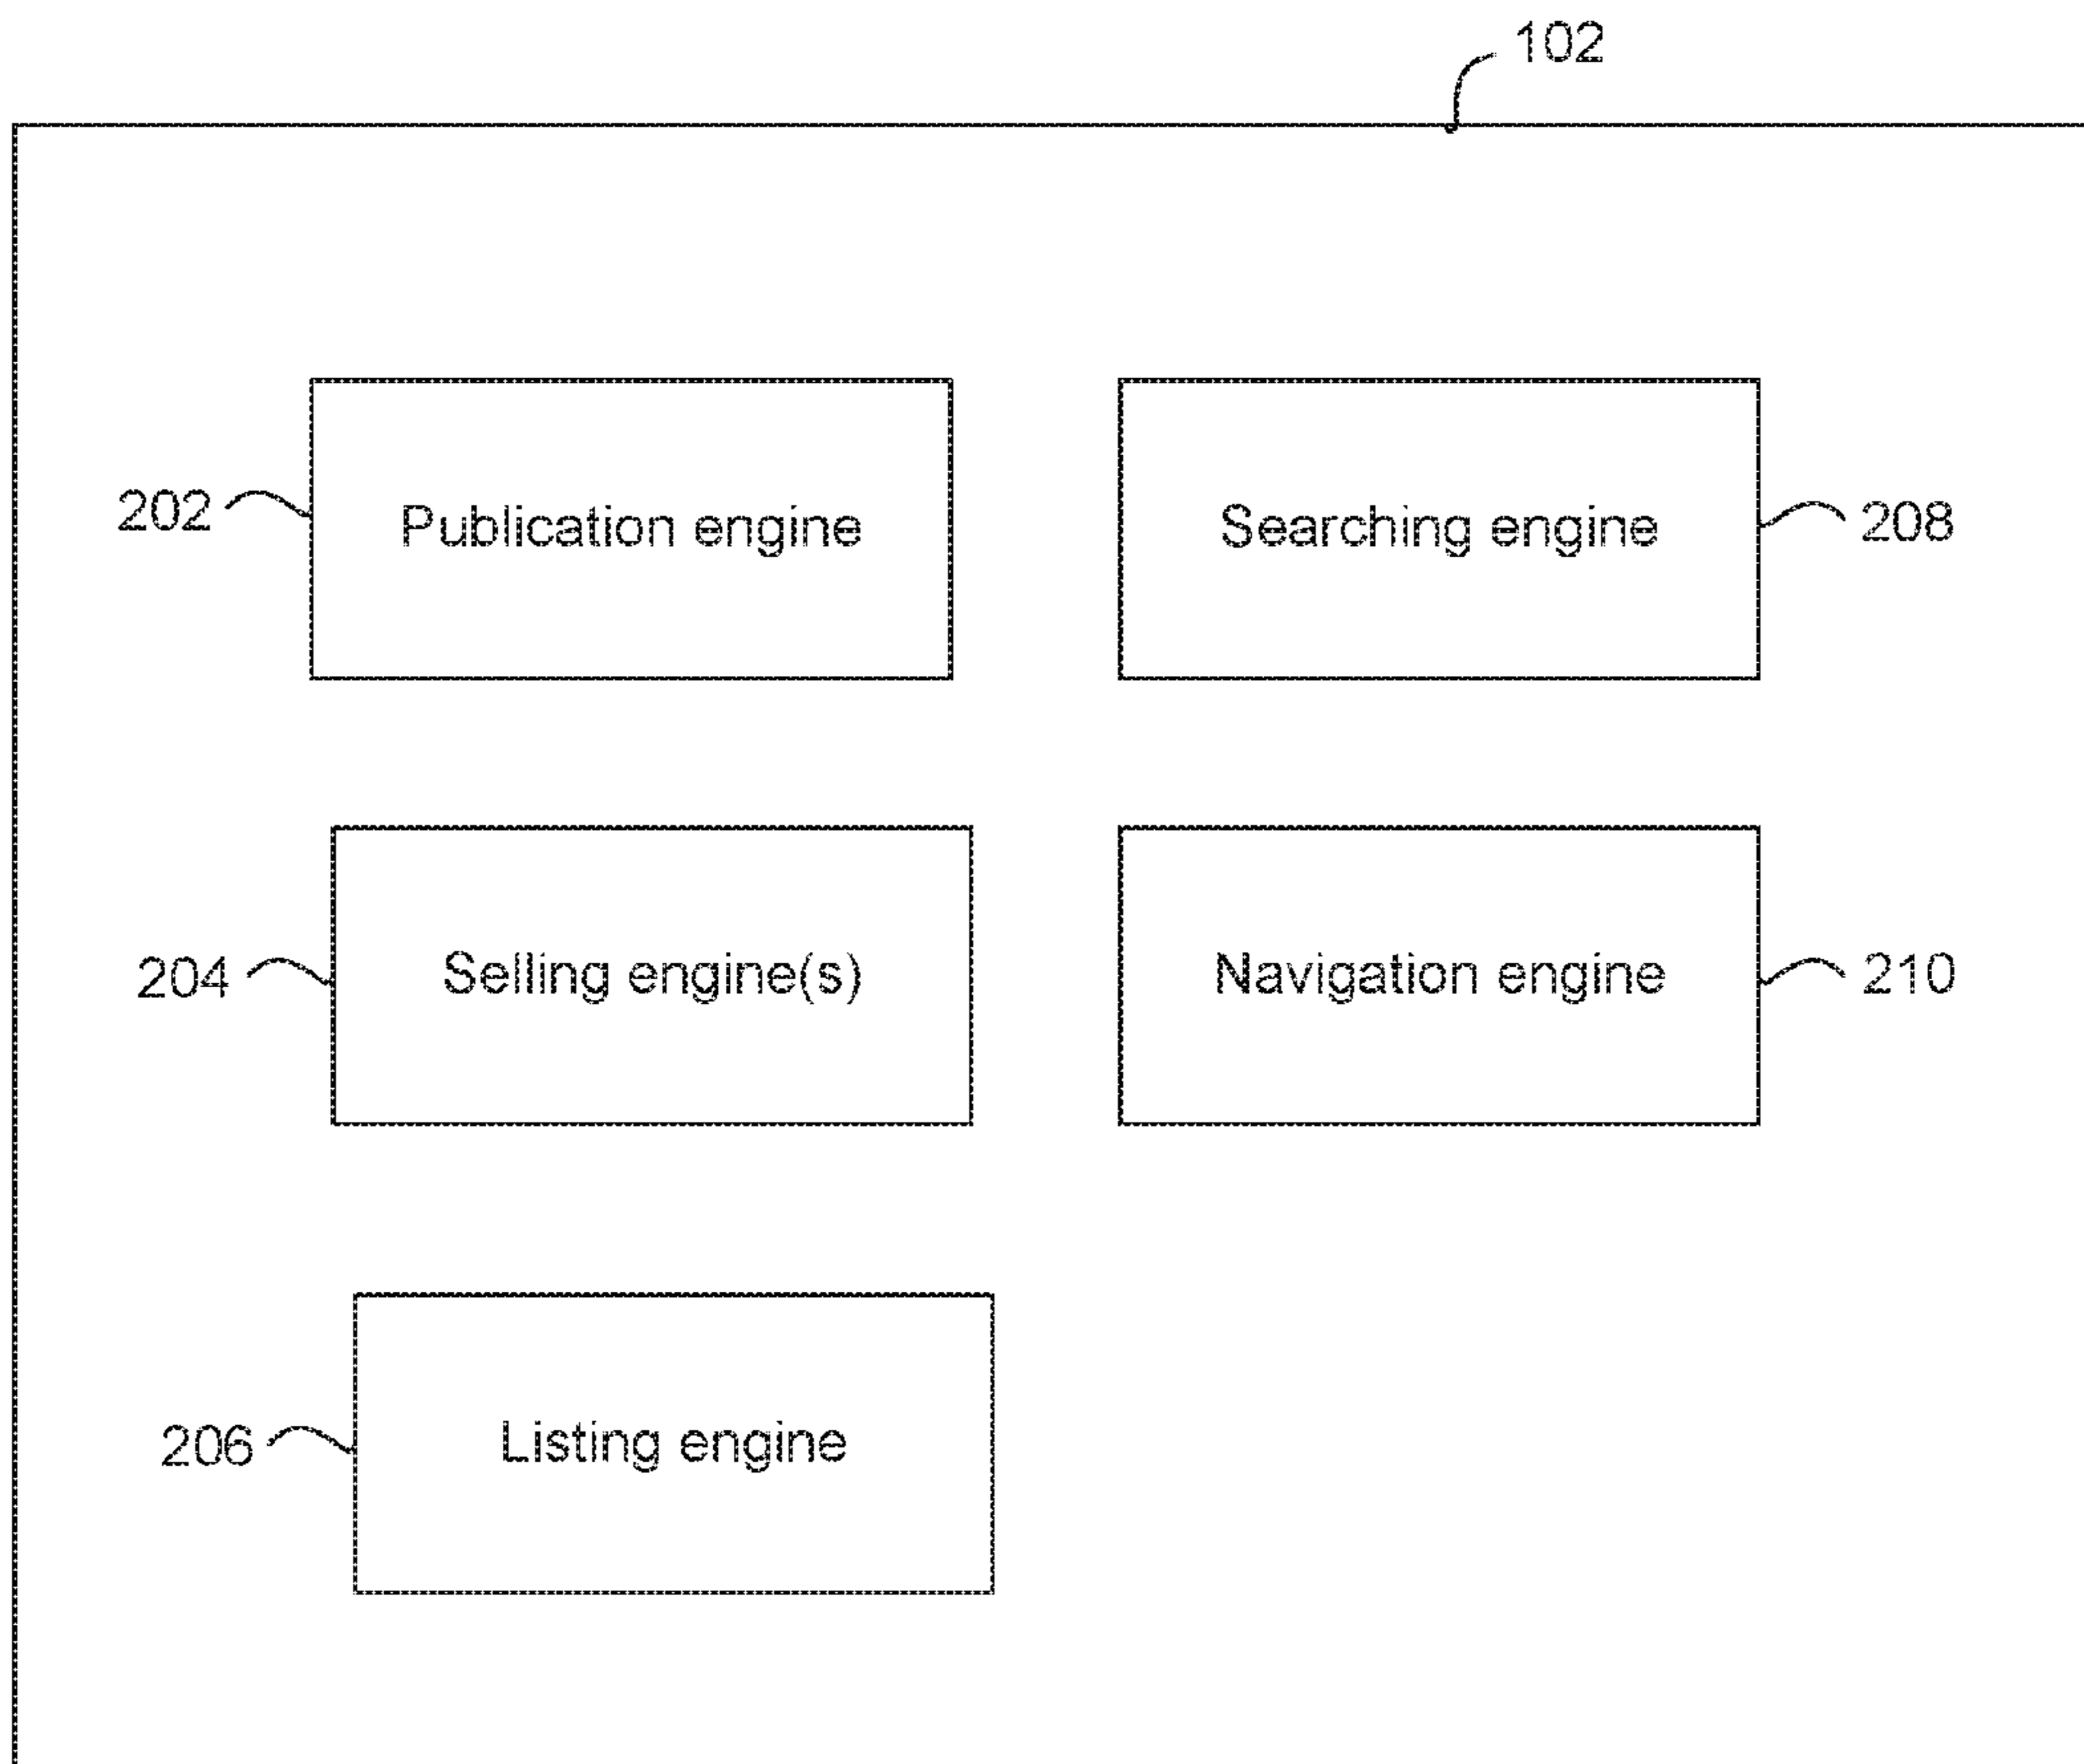 102
202
Publication engine
Searching engine
208
204
Selling engine(s)
Navigation engine
210
206
Listing engine